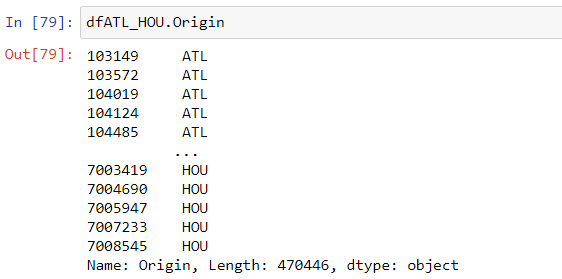 In [79]: dfATL_HOU.Origin
Out[79]: 103149 ATL
103572 ATL
104019 ATL
104124 ATL
104485 ATL
...
7003419 HOU
7004690 HOU
7005947 HOU
7007233 HOU
7008545 HOU
Name: Origin, Length: 470446, dtype: object